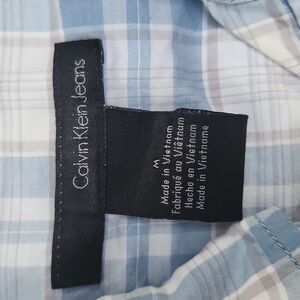 Calvin Klein Jeans
M
Made in Vietnam
Fabriqué au Viêtnam
Hecho en Vietnam
Made in Vietname